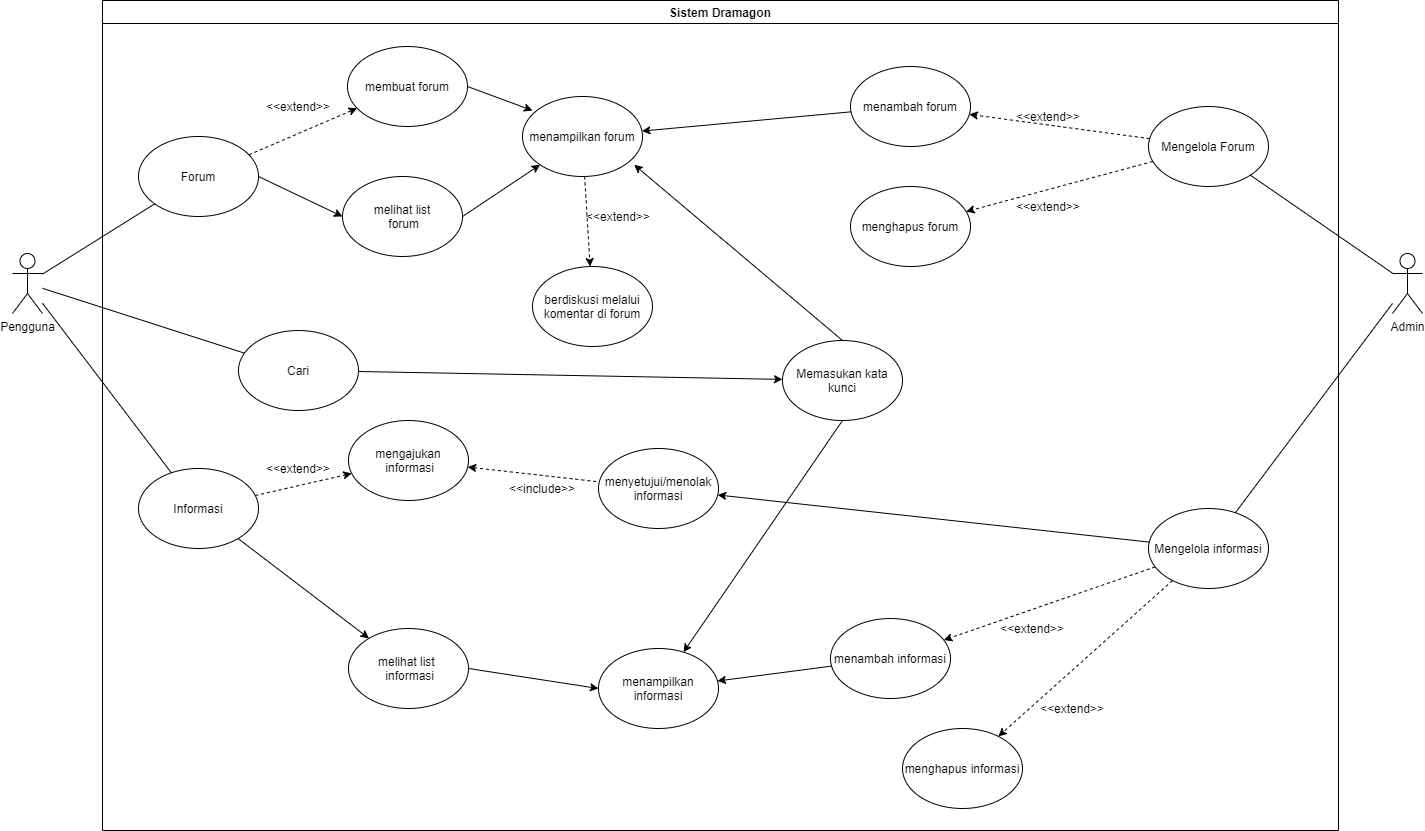 Sistem Dramagon
membuat forum
<<extend>>
menambah forum
<<extend>>
menampilkan forum
Mengelola Forum
Forum
melihat list
forum
<<extend>>
<<extend>>
menghapus forum
berdiskusi melalui
komentar di forum
Pengguna
Admin
Cari
Memasukan kata
kunci
mengajukan
informasi
<<extend>>
<<include>>
menyetujui/menolak
informasi
Informasi
Mengelola informasi
<<extend>>
melihat list
informasi
menampilkan
informasi
menambah informasi
<<extend>>
menghapus informasi